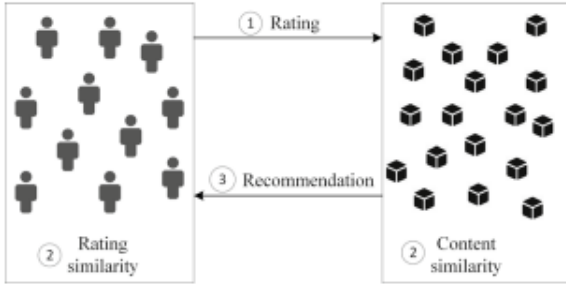 ① Rating
③ Recommendation
② Rating
similarity
② Content
similarity